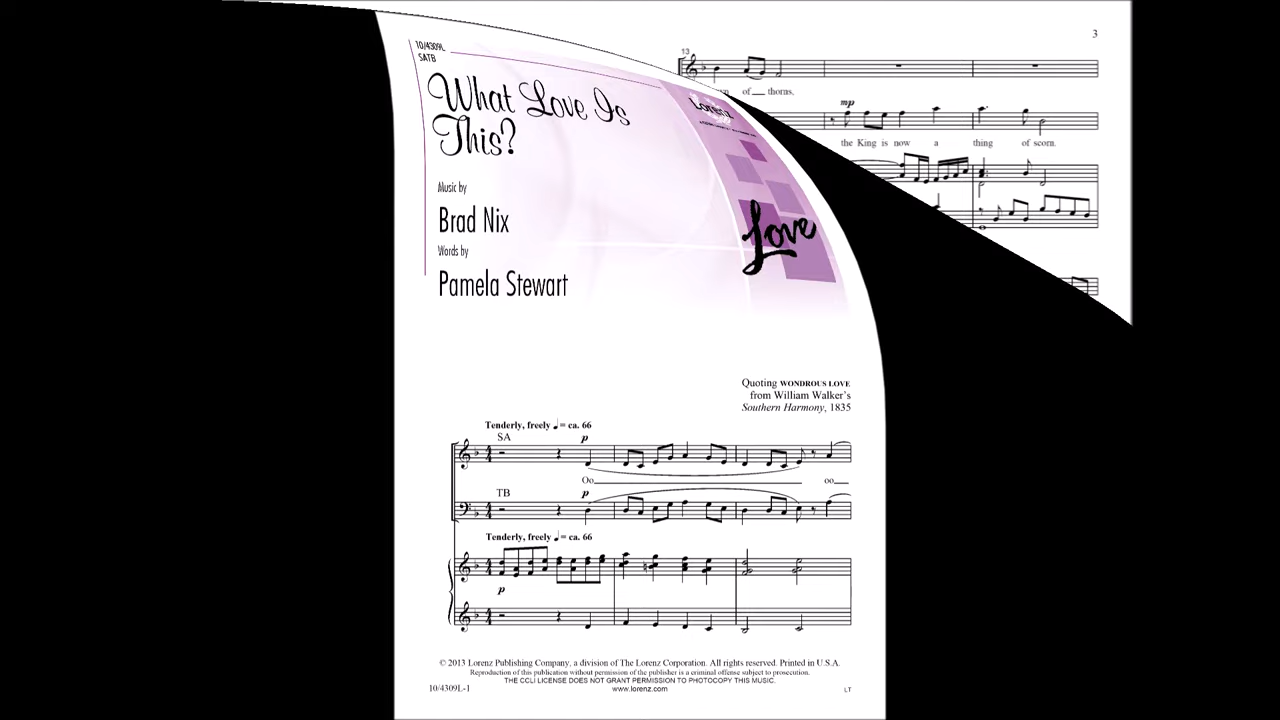 10/4309L
SATB
What Love Is
This?
Music by
Brad Nix
Words by
Pamela Stewart
Lorenz
Love
Quoting WONDROUS LOVE
from William Walker's
Southern Harmony, 1835
Tenderly, freely ♩= ca. 66
SA
p
Oo oo
TB
p
Tenderly, freely ♩= ca. 66
p
© 2013 Lorenz Publishing Company, a division of The Lorenz Corporation. All rights reserved. Printed in U.S.A.
Reproduction of this publication without permission of the publisher is a criminal offense subject to prosecution.
THE CCLI LICENSE DOES NOT GRANT PERMISSION TO PHOTOCOPY THIS MUSIC.
www.lorenz.com
10/4309L-1
LT
3
13
of thorns,
mp
the King is now a thing of scorn.